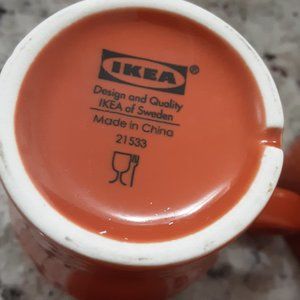 IKEA®
Design and Quality
IKEA of Sweden
Made in China
21533